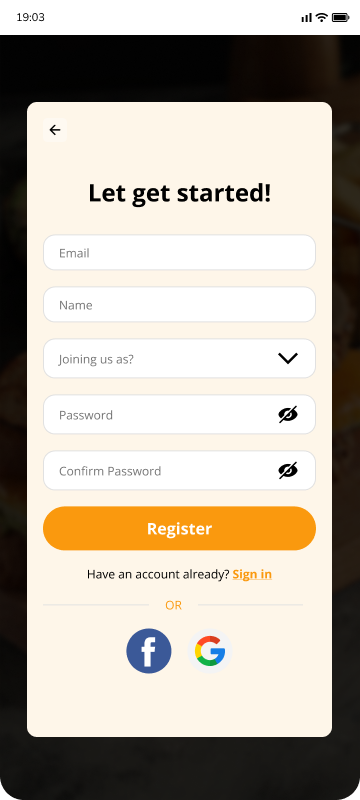 19:03
Let get started!
Email
Name
Joining us as?
Password
Confirm Password
Register
Have an account already? Sign in
OR